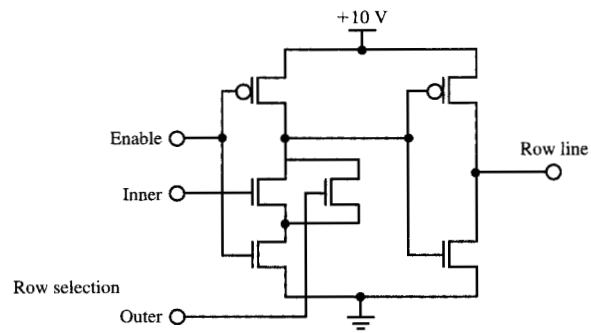 +10 V
Enable
Row line
Inner
Row selection
Outer